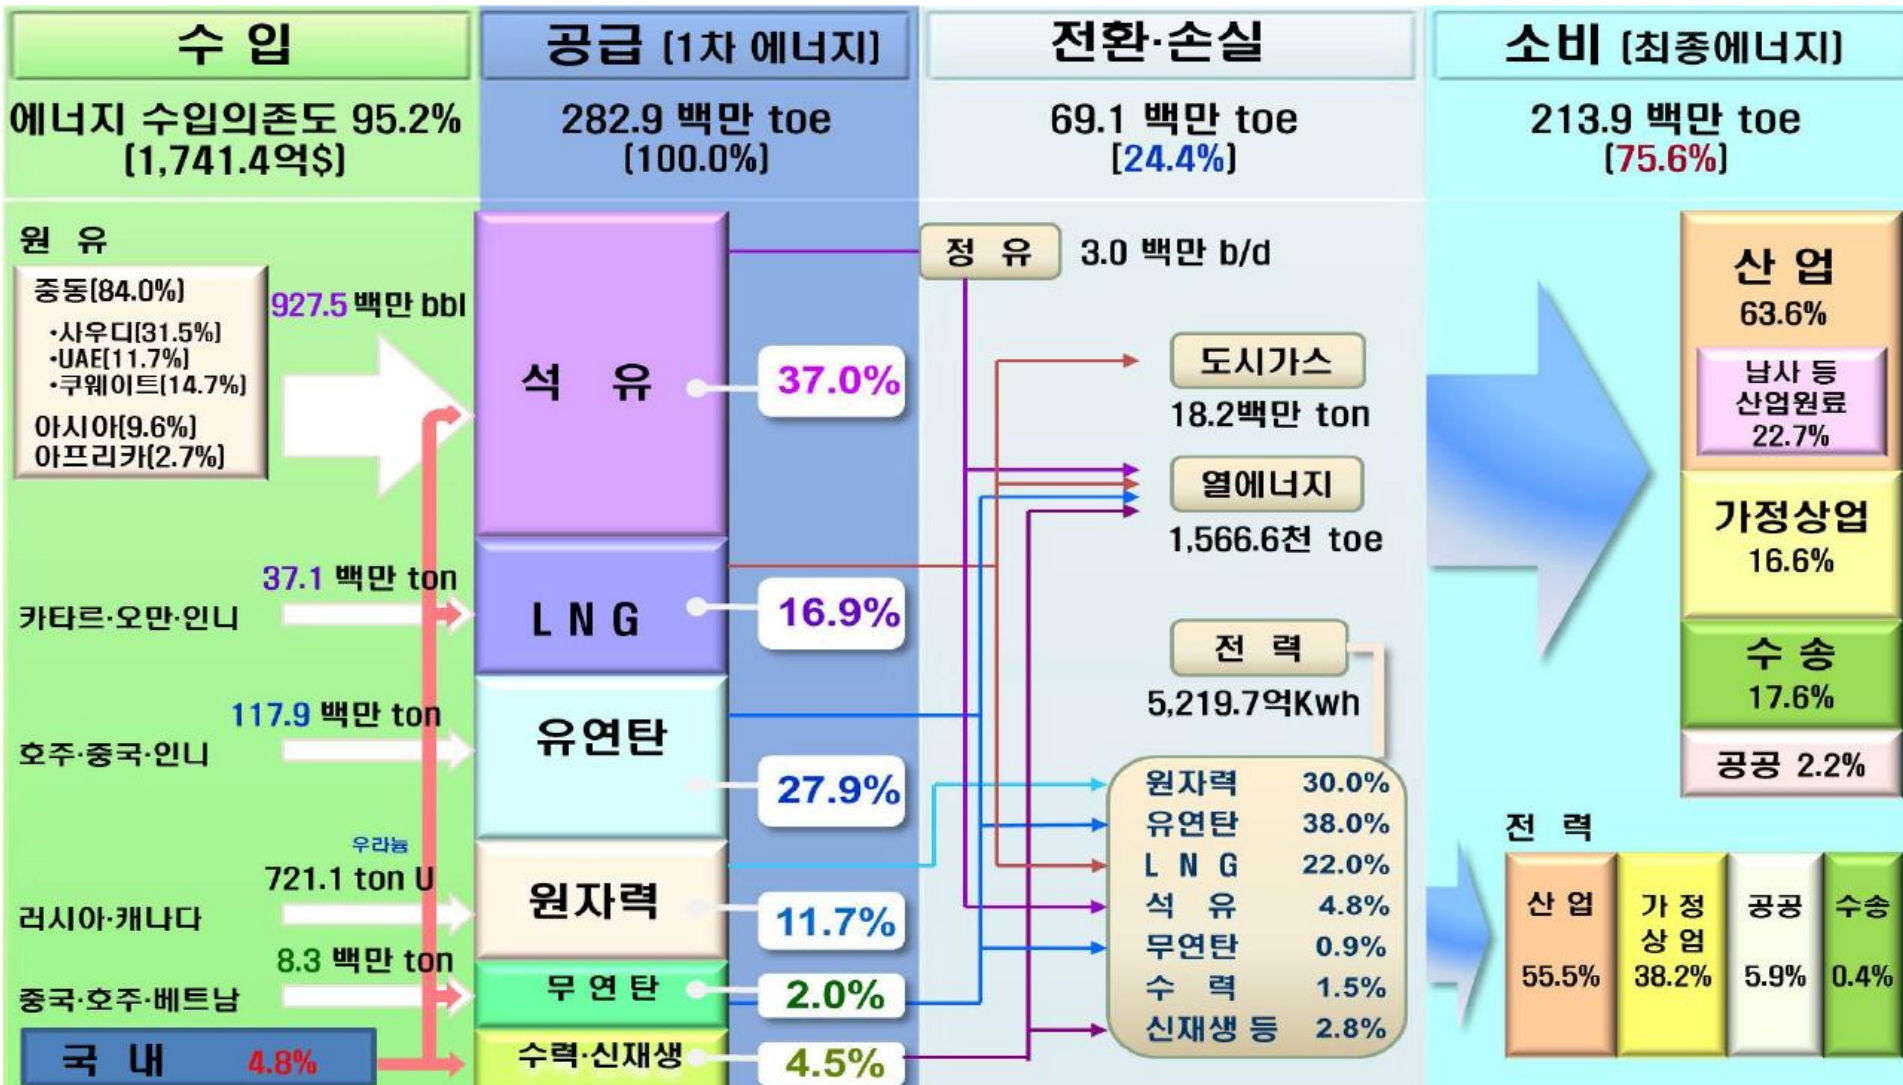 수 입
에너지 수입의존도 95.2%
(1,741.4억$)
원 유
중동(84.0%)
•사우디(31.5%)
•UAE(11.7%)
•쿠웨이트(14.7%)
아시아(9.6%)
아프리카(2.7%)
927.5 백만 bbl
37.1 백만 ton
카타르·오만·인니
117.9 백만 ton
호주·중국·인니
우라늄
721.1 ton U
러시아·캐나다
8.3 백만 ton
중국·호주·베트남
국 내 4.8%
공급 (1차 에너지)
282.9 백만 toe
(100.0%)
석 유
37.0%
L N G
16.9%
유연탄
27.9%
원자력
11.7%
무 연 탄
2.0%
수력·신재생
4.5%
전환·손실
69.1 백만 toe
(24.4%)
정 유
3.0 백만 b/d
도시가스
18.2백만 ton
열에너지
1,566.6천 toe
전 력
5,219.7억Kwh
원자력 30.0%
유연탄 38.0%
L N G 22.0%
석 유 4.8%
무연탄 0.9%
수 력 1.5%
신재생 등 2.8%
소비 (최종에너지)
213.9 백만 toe
(75.6%)
산 업
63.6%
납사 등
산업원료
22.7%
가정상업
16.6%
수 송
17.6%
공공 2.2%
전 력
산 업
55.5%
가 정
상 업
38.2%
공공
5.9%
수송
0.4%